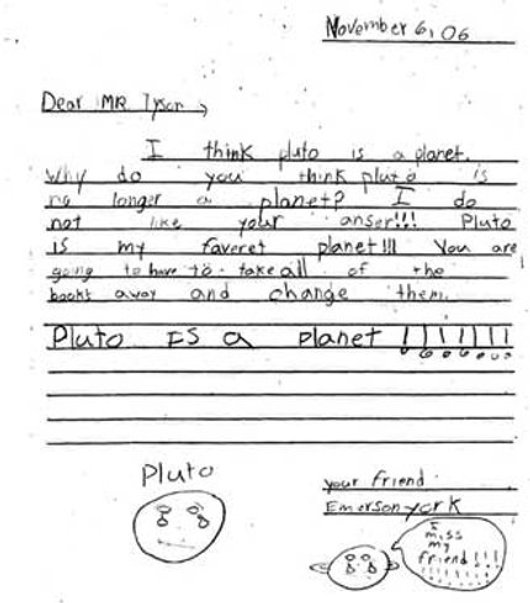 November 6, 06
Dear MR. Tyson,
I think pluto is a planet.
Why do you think pluto is
no longer a planet? I do
not like your anser!!! Pluto
is my faveret planet!!! You are
going to have to take all of the
books away and change them.
Pluto IS a planet !!!!!!!
Pluto
your friend
Emerson york
I
miss
my
friend!!!
!!!!!!!